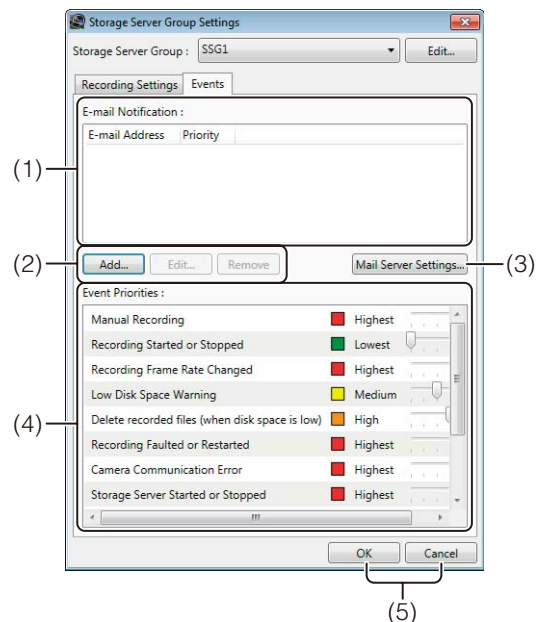 Storage Server Group Settings
Storage Server Group : SSG1 Edit...
Recording Settings Events
E-mail Notification :
E-mail Address Priority
(1)
(2) Add... Edit... Remove Mail Server Settings... (3)
Event Priorities :
Manual Recording Highest
Recording Started or Stopped Lowest
Recording Frame Rate Changed Highest
Low Disk Space Warning Medium
(4) Delete recorded files (when disk space is low) High
Recording Faulted or Restarted Highest
Camera Communication Error Highest
Storage Server Started or Stopped Highest
OK Cancel
(5)